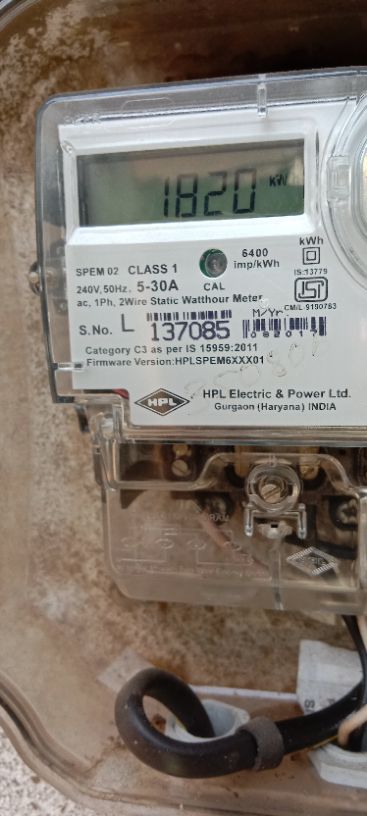 1820 kW
SPEM 02 CLASS 1
240V, 50Hz. 5-30A
CAL
6400
imp/kWh
kWh
IS:13779
ac, 1Ph, 2Wire Static Watthour Meter
CM/L-9190763
M/Yr.
S.No. L 137085
Category C3 as per IS 15959:2011
Firmware Version:HPLSPEM6XXX01
HPL
HPL Electric & Power Ltd.
Gurgaon (Haryana) INDIA